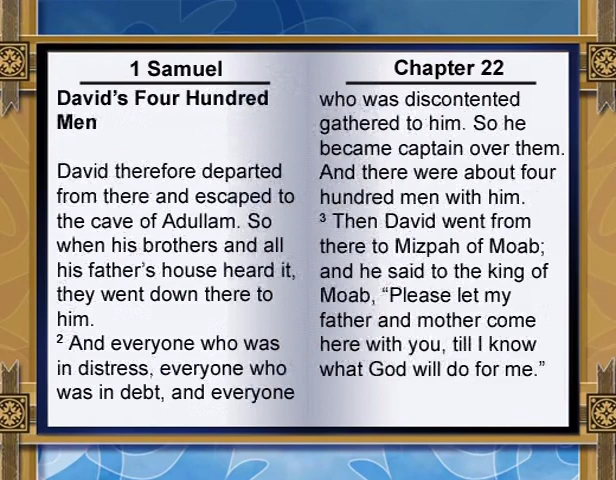 1 Samuel
David's Four Hundred
Men
David therefore departed
from there and escaped to
the cave of Adullam. So
when his brothers and all
his father's house heard it,
they went down there to
him.
² And everyone who was
in distress, everyone who
was in debt, and everyone
Chapter 22
who was discontented
gathered to him. So he
became captain over them.
And there were about four
hundred men with him.
³ Then David went from
there to Mizpah of Moab;
and he said to the king of
Moab, “Please let my
father and mother come
here with you, till I know
what God will do for me.”